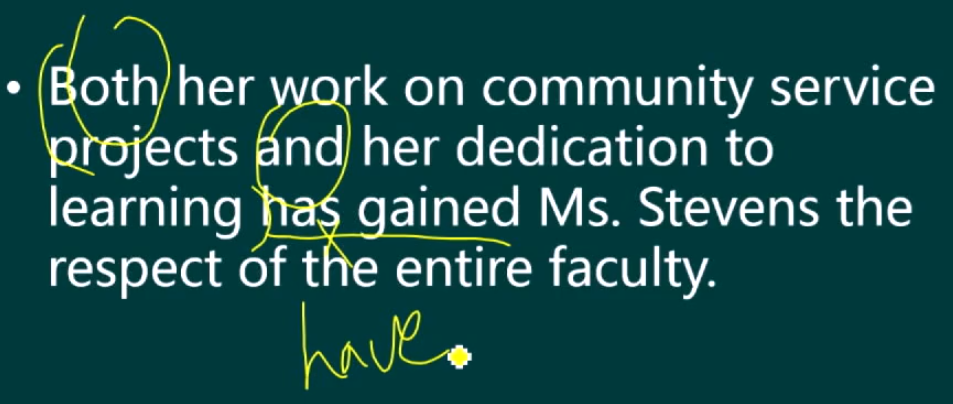 • Both her work on community service
projects and her dedication to
learning has gained Ms. Stevens the
respect of the entire faculty.
have